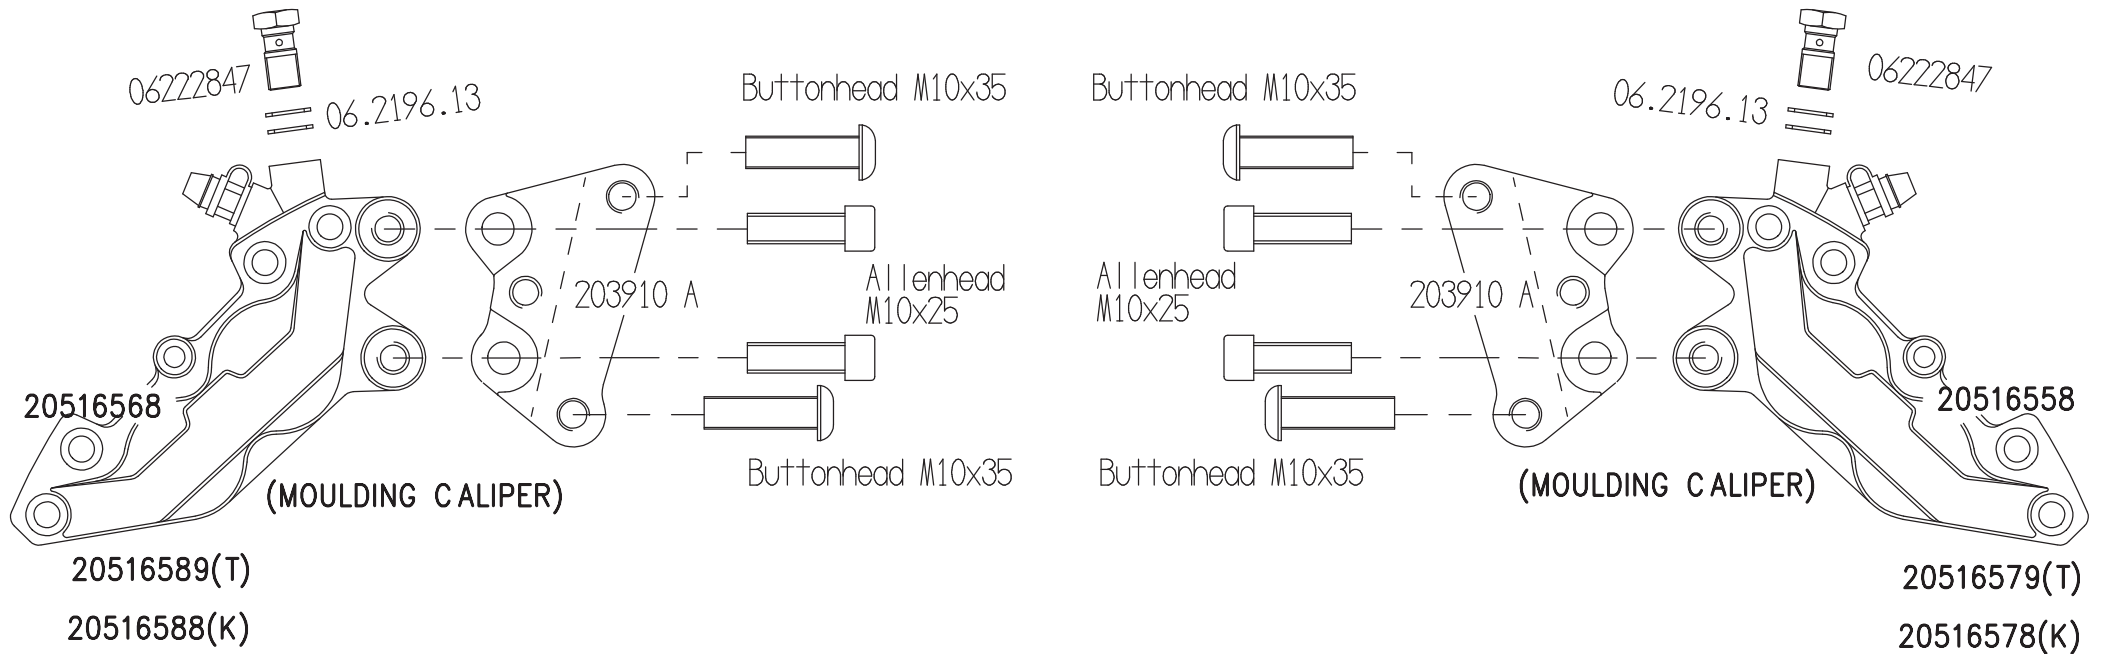 06222847
06.2196.13
Buttonhead M10x35
203910 A
Allenhead
M10x25
20516568
Buttonhead M10x35
(MOULDING CALIPER)
20516589(T)
20516588(K)
Buttonhead M10x35
06.2196.13
06222847
Allenhead
M10x25
203910 A
20516558
Buttonhead M10x35
(MOULDING CALIPER)
20516579(T)
20516578(K)